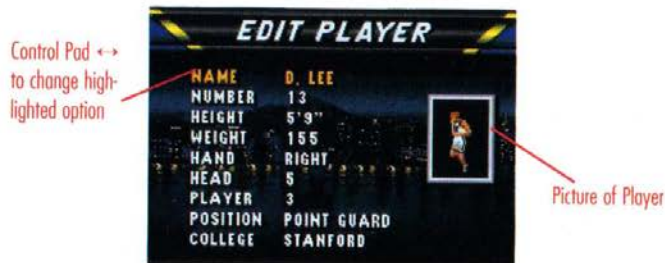 EDIT PLAYER
Control Pad ↔
to change high-
lighted option
NAME D. LEE
NUMBER 13
HEIGHT 5'9"
WEIGHT 155
HAND RIGHT
HEAD 5
PLAYER 3
POSITION POINT GUARD
COLLEGE STANFORD
Picture of Player